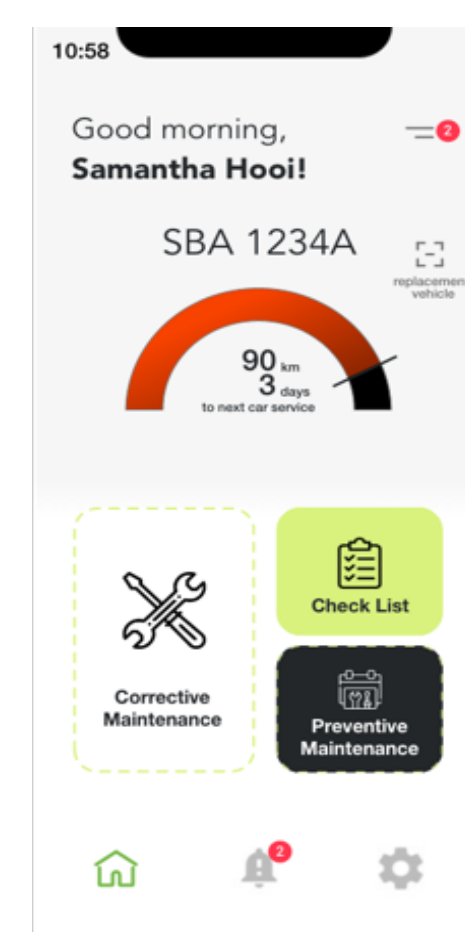 10:58
Good morning,
2
Samantha Hooi!
SBA 1234A
replacemen
vehicle
90 km
3 days
to next car service
Check List
Corrective
Maintenance
Preventive
Maintenance
2